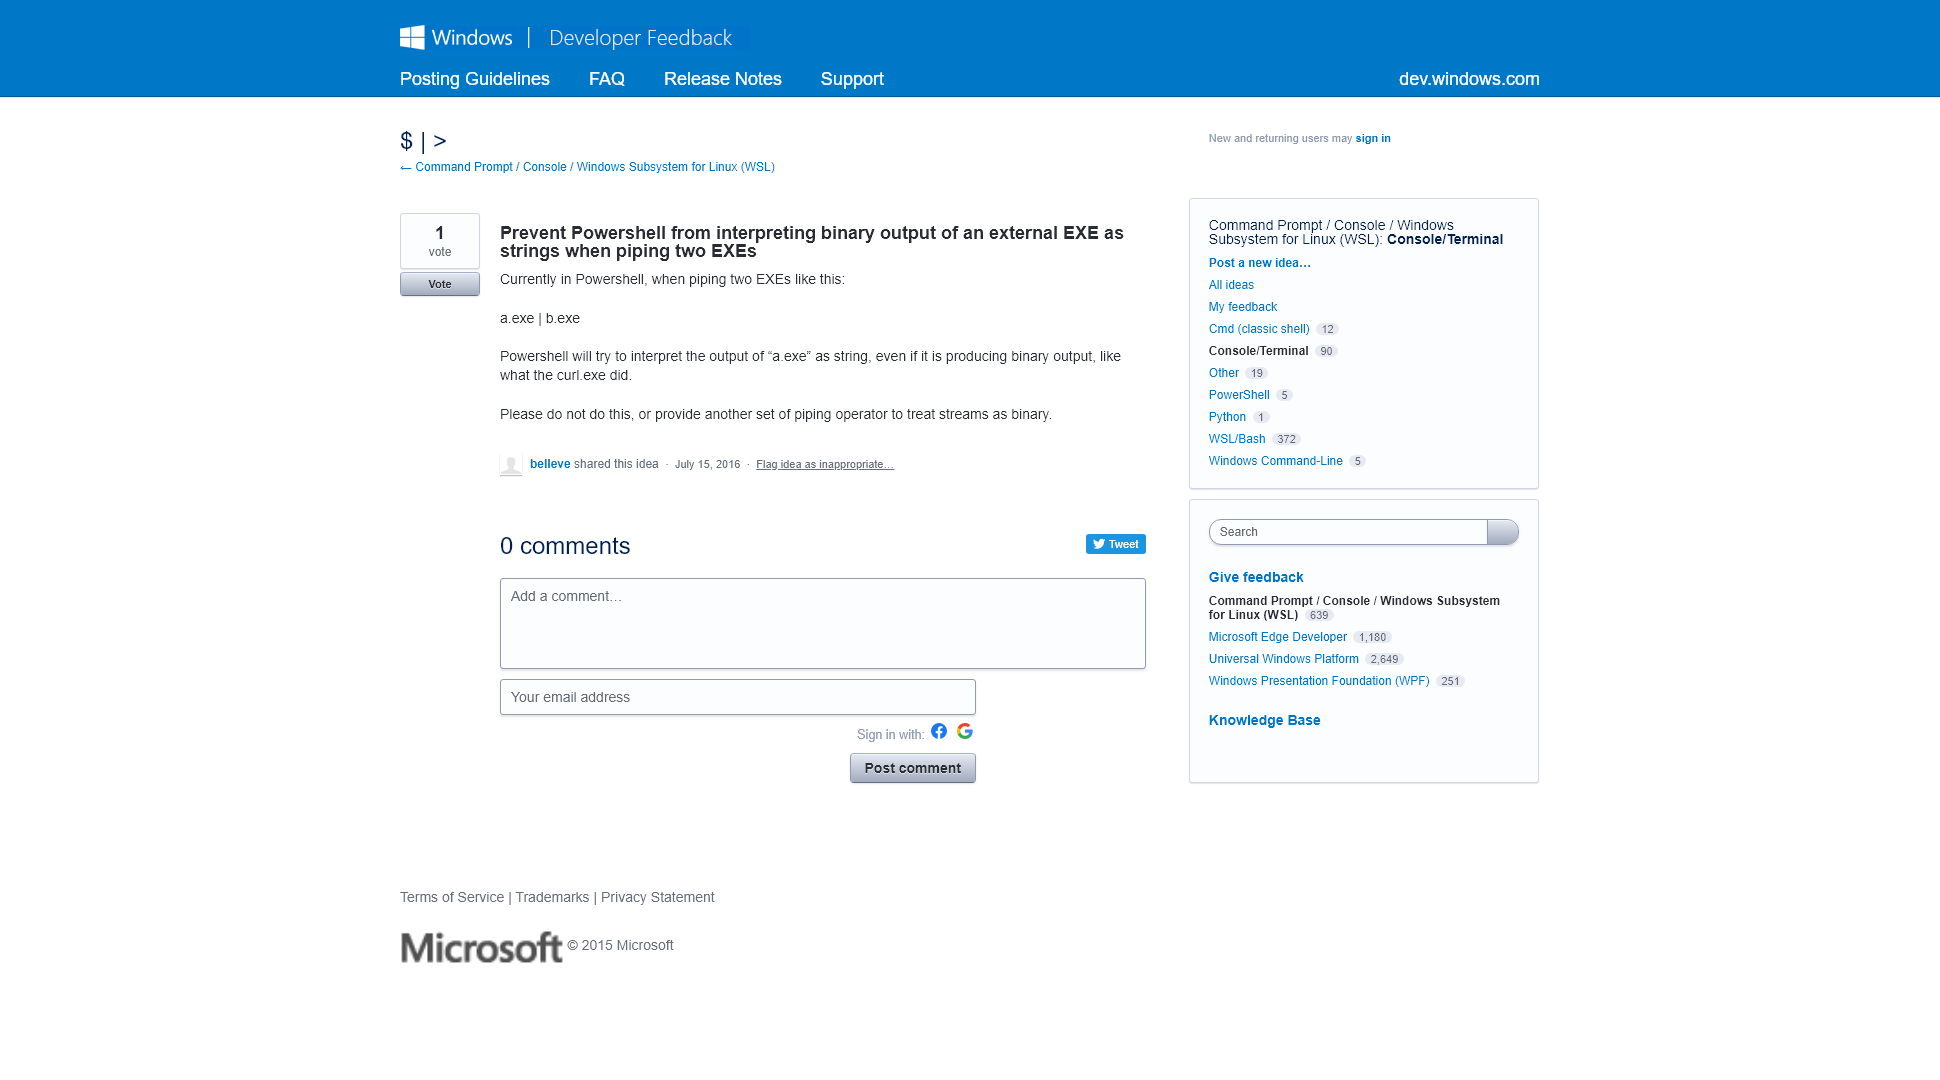 Windows | Developer Feedback
Posting Guidelines FAQ Release Notes Support dev.windows.com
$ | >
← Command Prompt / Console / Windows Subsystem for Linux (WSL)
New and returning users may sign in
1
vote
Vote
Prevent Powershell from interpreting binary output of an external EXE as
strings when piping two EXEs
Currently in Powershell, when piping two EXEs like this:
a.exe | b.exe
Powershell will try to interpret the output of “a.exe” as string, even if it is producing binary output, like
what the curl.exe did.
Please do not do this, or provide another set of piping operator to treat streams as binary.
belleve shared this idea · July 15, 2016 · Flag idea as inappropriate…
0 comments
Tweet
Add a comment…
Your email address
Sign in with:
Post comment
Command Prompt / Console / Windows
Subsystem for Linux (WSL): Console/Terminal
Post a new idea…
All ideas
My feedback
Cmd (classic shell) 12
Console/Terminal 90
Other 19
PowerShell 5
Python 1
WSL/Bash 372
Windows Command-Line 5
Search
Give feedback
Command Prompt / Console / Windows Subsystem
for Linux (WSL) 639
Microsoft Edge Developer 1,180
Universal Windows Platform 2,649
Windows Presentation Foundation (WPF) 251
Knowledge Base
Terms of Service | Trademarks | Privacy Statement
Microsoft © 2015 Microsoft